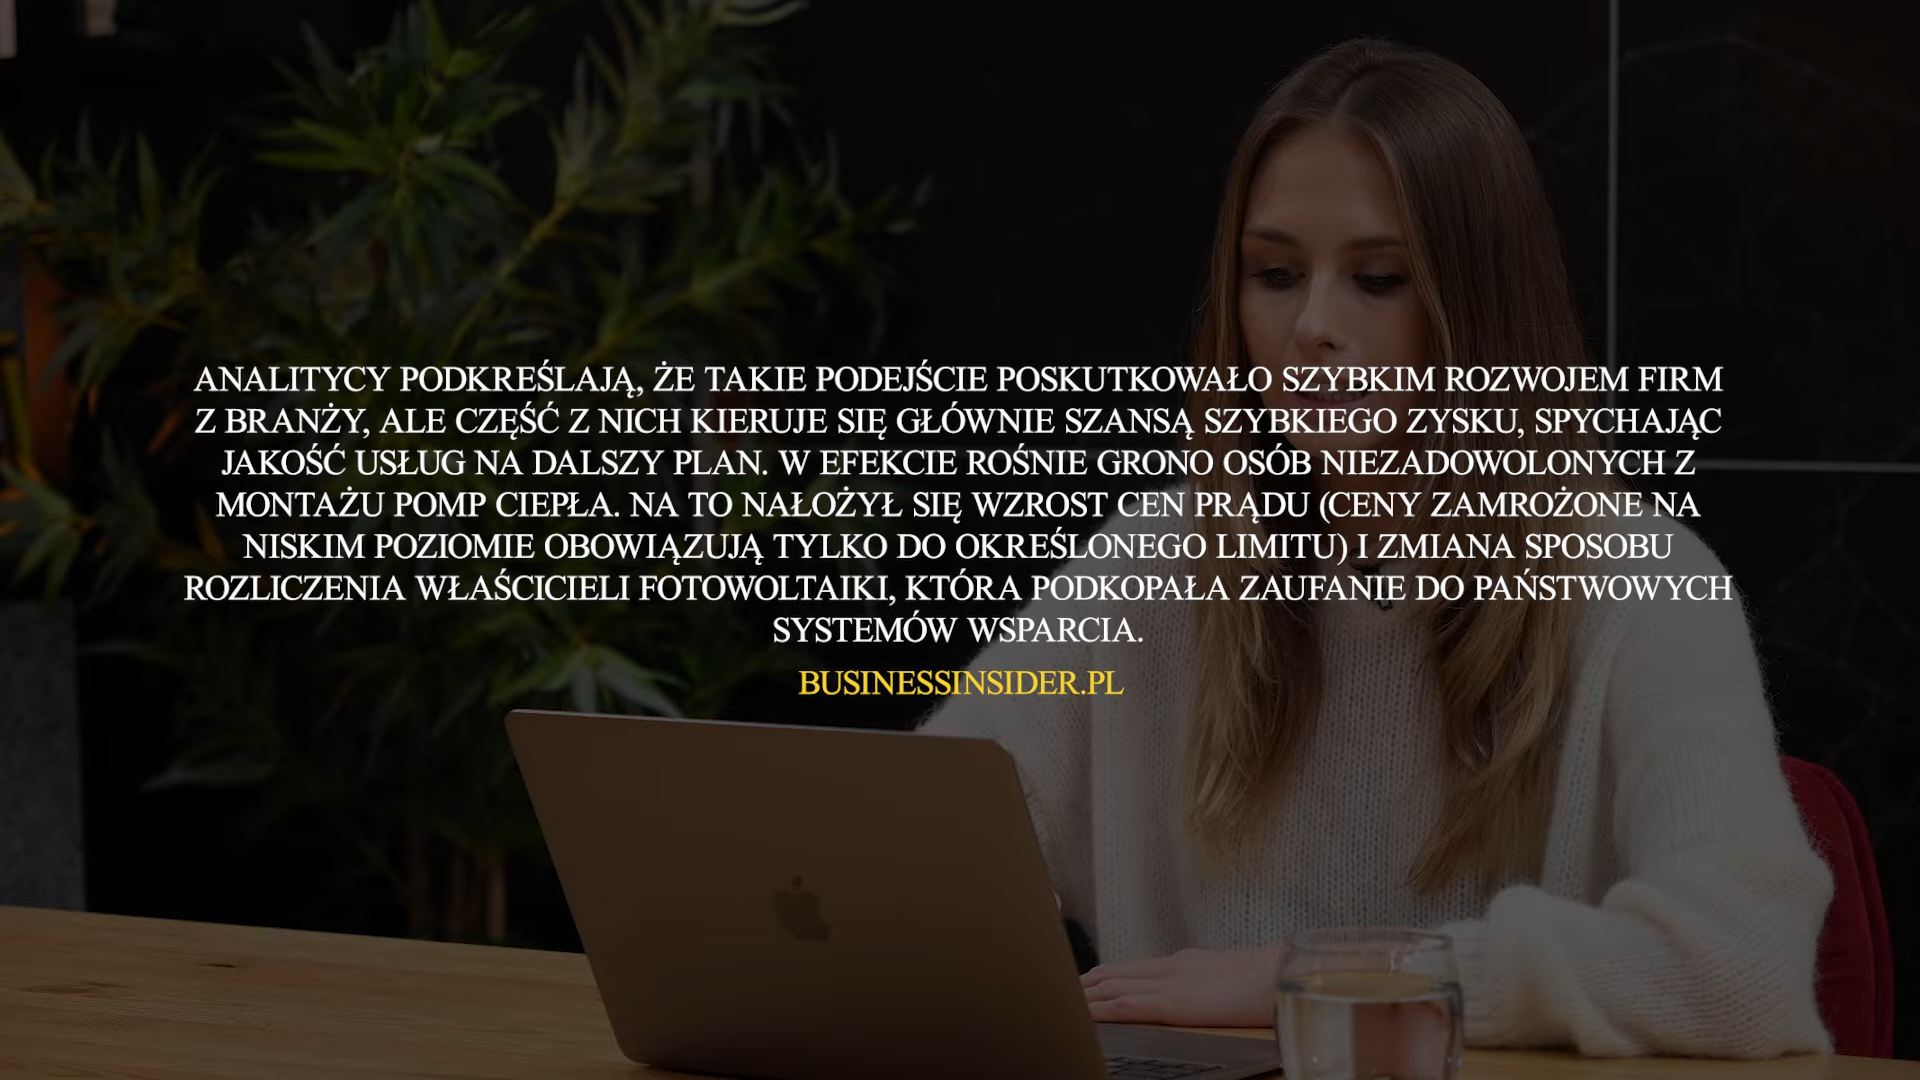 ANALITYCY PODKREŚLAJĄ, ŻE TAKIE PODEJŚCIE POSKUTKOWAŁO SZYBKIM ROZWOJEM FIRM
Z BRANŻY, ALE CZĘŚĆ Z NICH KIERUJE SIĘ GŁÓWNIE SZANSĄ SZYBKIEGO ZYSKU, SPYCHAJĄC
JAKOŚĆ USŁUG NA DALSZY PLAN. W EFEKCIE ROŚNIE GRONO OSÓB NIEZADOWOLONYCH Z
MONTAŻU POMP CIEPŁA. NA TO NAŁOŻYŁ SIĘ WZROST CEN PRĄDU (CENY ZAMROŻONE NA
NISKIM POZIOMIE OBOWIĄZUJĄ TYLKO DO OKREŚLONEGO LIMITU) I ZMIANA SPOSOBU
ROZLICZENIA WŁAŚCICIELI FOTOWOLTAIKI, KTÓRA PODKOPAŁA ZAUFANIE DO PAŃSTWOWYCH
SYSTEMÓW WSPARCIA.
BUSINESSINSIDER.PL